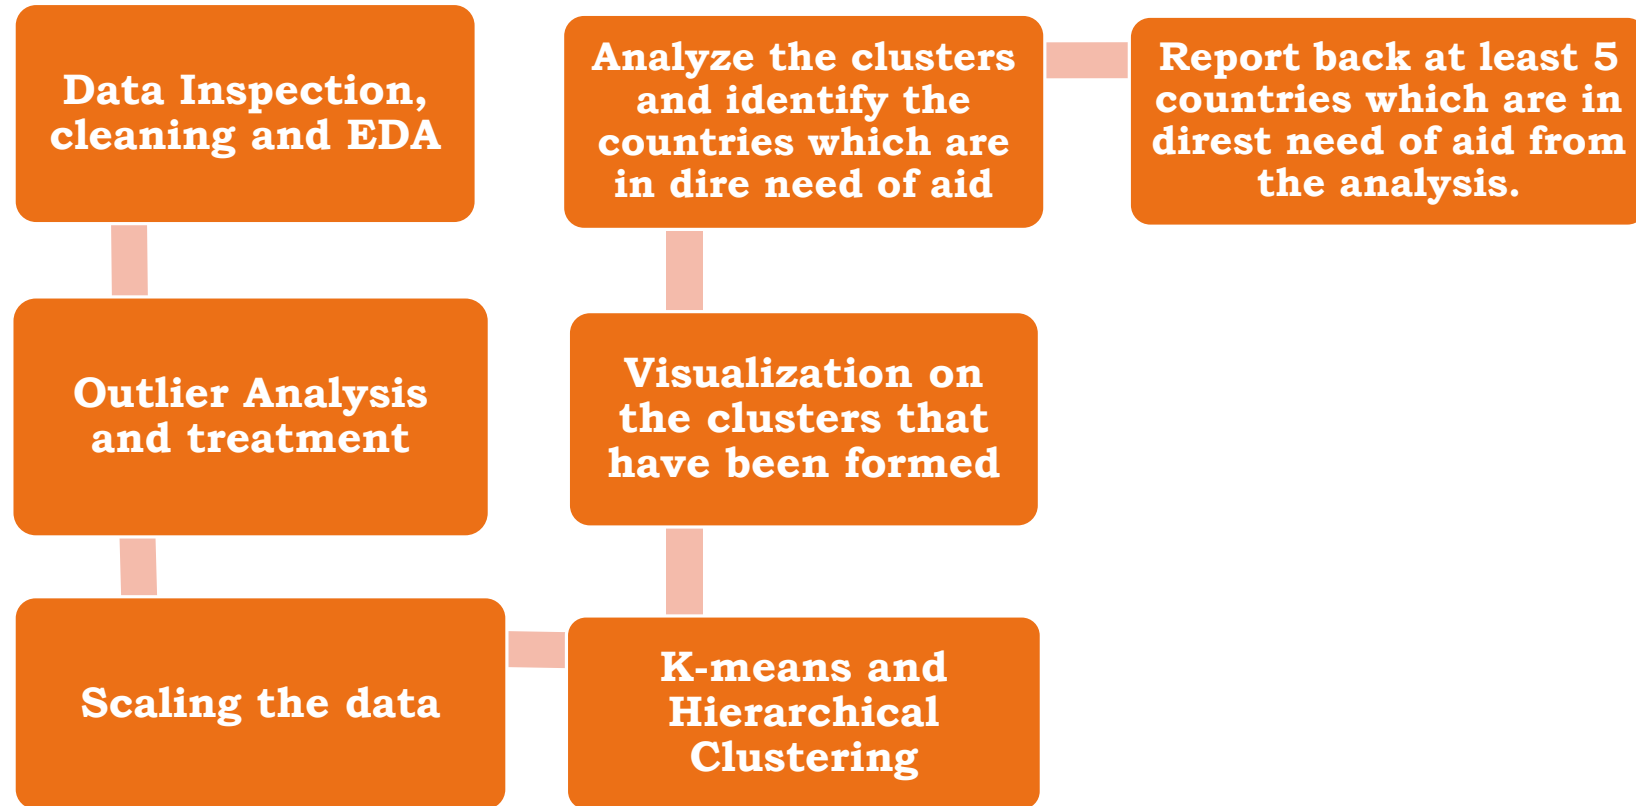 Data Inspection,
cleaning and EDA
Outlier Analysis
and treatment
Scaling the data
K-means and
Hierarchical
Clustering
Visualization on
the clusters that
have been formed
Analyze the clusters
and identify the
countries which are
in dire need of aid
Report back at least 5
countries which are in
direst need of aid from
the analysis.